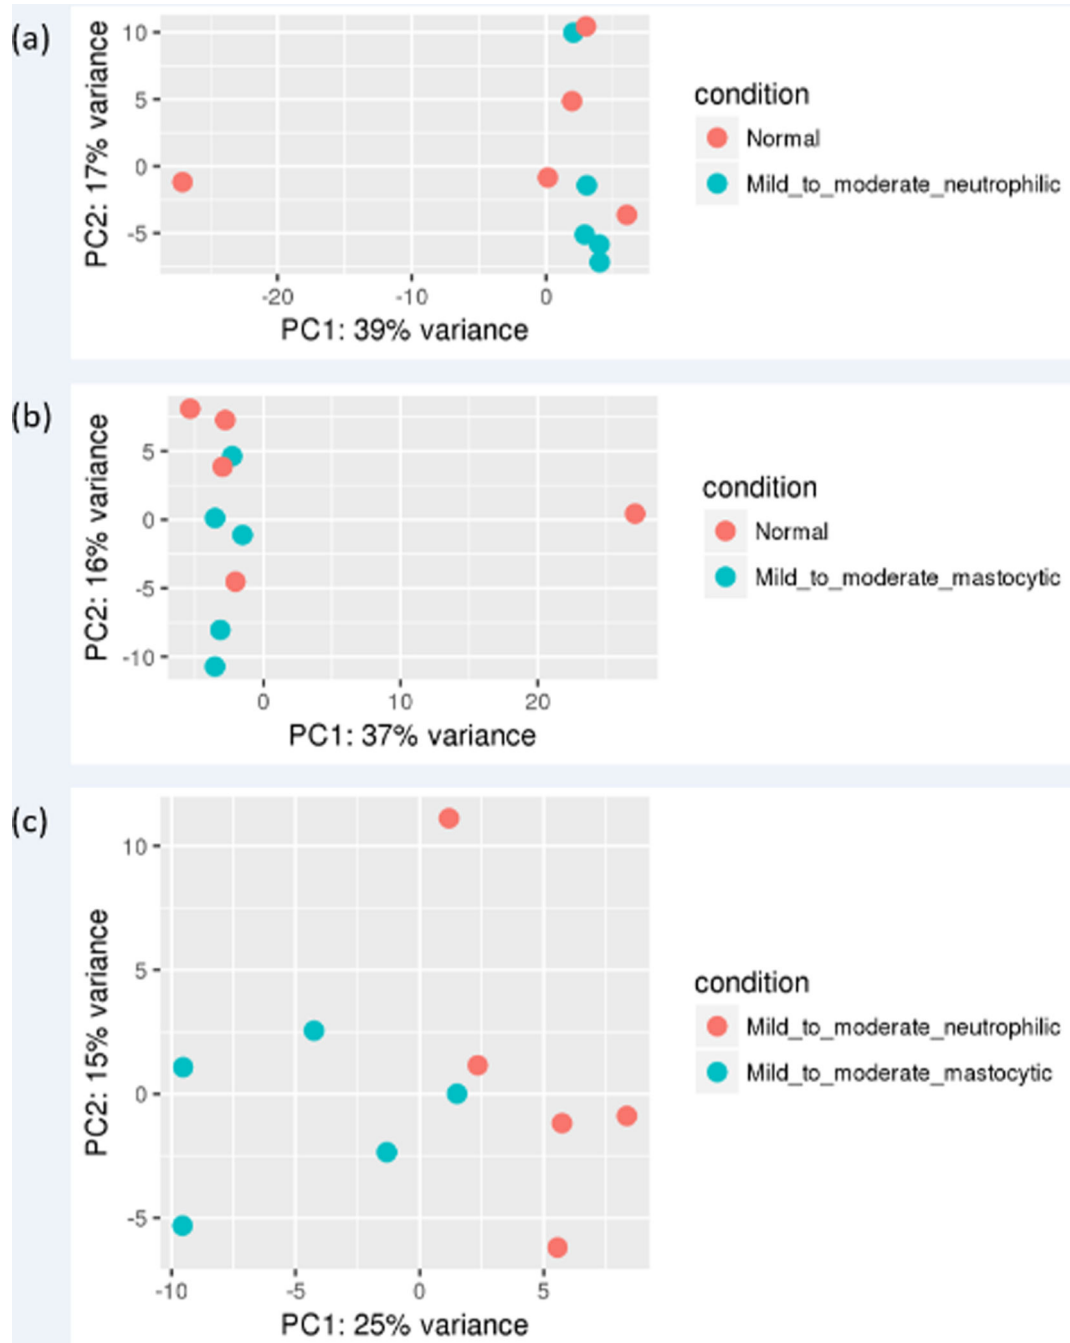 (a)
PC2: 17% variance
10
5
0
-5
-20
-10
0
PC1: 39% variance
condition
Normal
Mild_to_moderate_neutrophilic
(b)
PC2: 16% variance
5
0
-5
-10
0
10
20
PC1: 37% variance
condition
Normal
Mild_to_moderate_mastocytic
(c)
PC2: 15% variance
10
5
0
-5
-10
-5
0
5
PC1: 25% variance
condition
Mild_to_moderate_neutrophilic
Mild_to_moderate_mastocytic